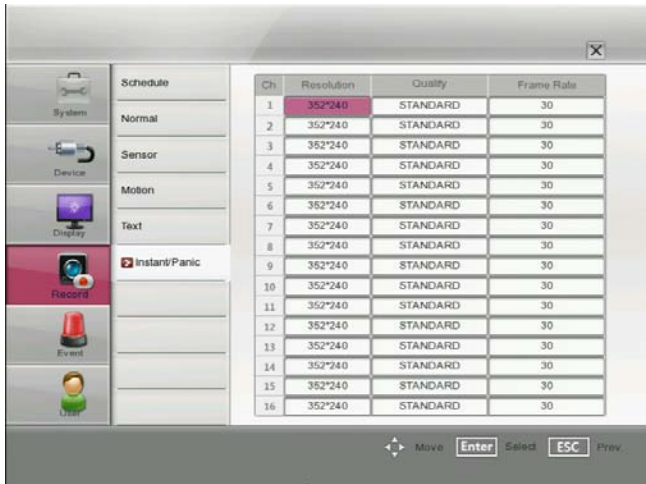 System
Device
Display
Record
Event
User
Schedule
Normal
Sensor
Motion
Text
Instant/Panic
Ch Resolution Quality Frame Rate
1 352*240 STANDARD 30
2 352*240 STANDARD 30
3 352*240 STANDARD 30
4 352*240 STANDARD 30
5 352*240 STANDARD 30
6 352*240 STANDARD 30
7 352*240 STANDARD 30
8 352*240 STANDARD 30
9 352*240 STANDARD 30
10 352*240 STANDARD 30
11 352*240 STANDARD 30
12 352*240 STANDARD 30
13 352*240 STANDARD 30
14 352*240 STANDARD 30
15 352*240 STANDARD 30
16 352*240 STANDARD 30
Move Enter Select ESC Prev.